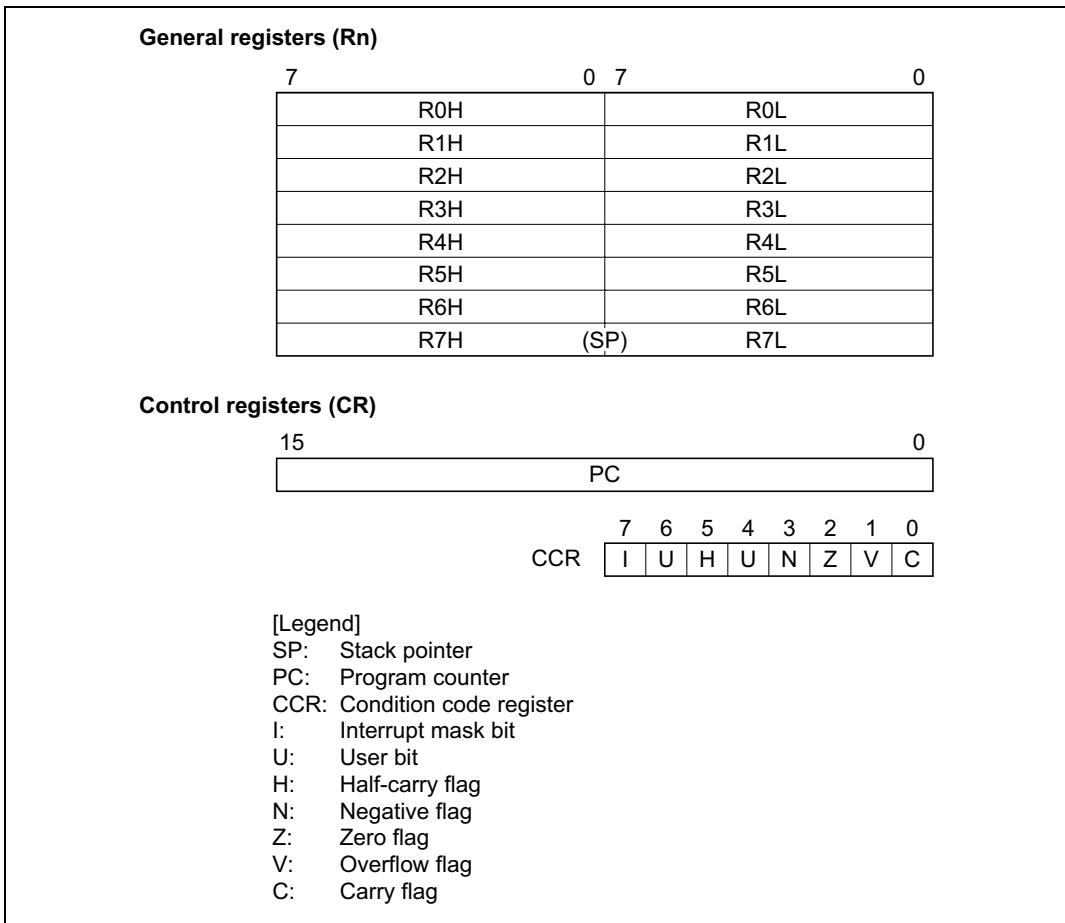 General registers (Rn)
7 0 7 0
R0H R0L
R1H R1L
R2H R2L
R3H R3L
R4H R4L
R5H R5L
R6H R6L
R7H (SP) R7L
Control registers (CR)
15 0
PC
7 6 5 4 3 2 1 0
CCR I U H U N Z V C
[Legend]
SP: Stack pointer
PC: Program counter
CCR: Condition code register
I: Interrupt mask bit
U: User bit
H: Half-carry flag
N: Negative flag
Z: Zero flag
V: Overflow flag
C: Carry flag